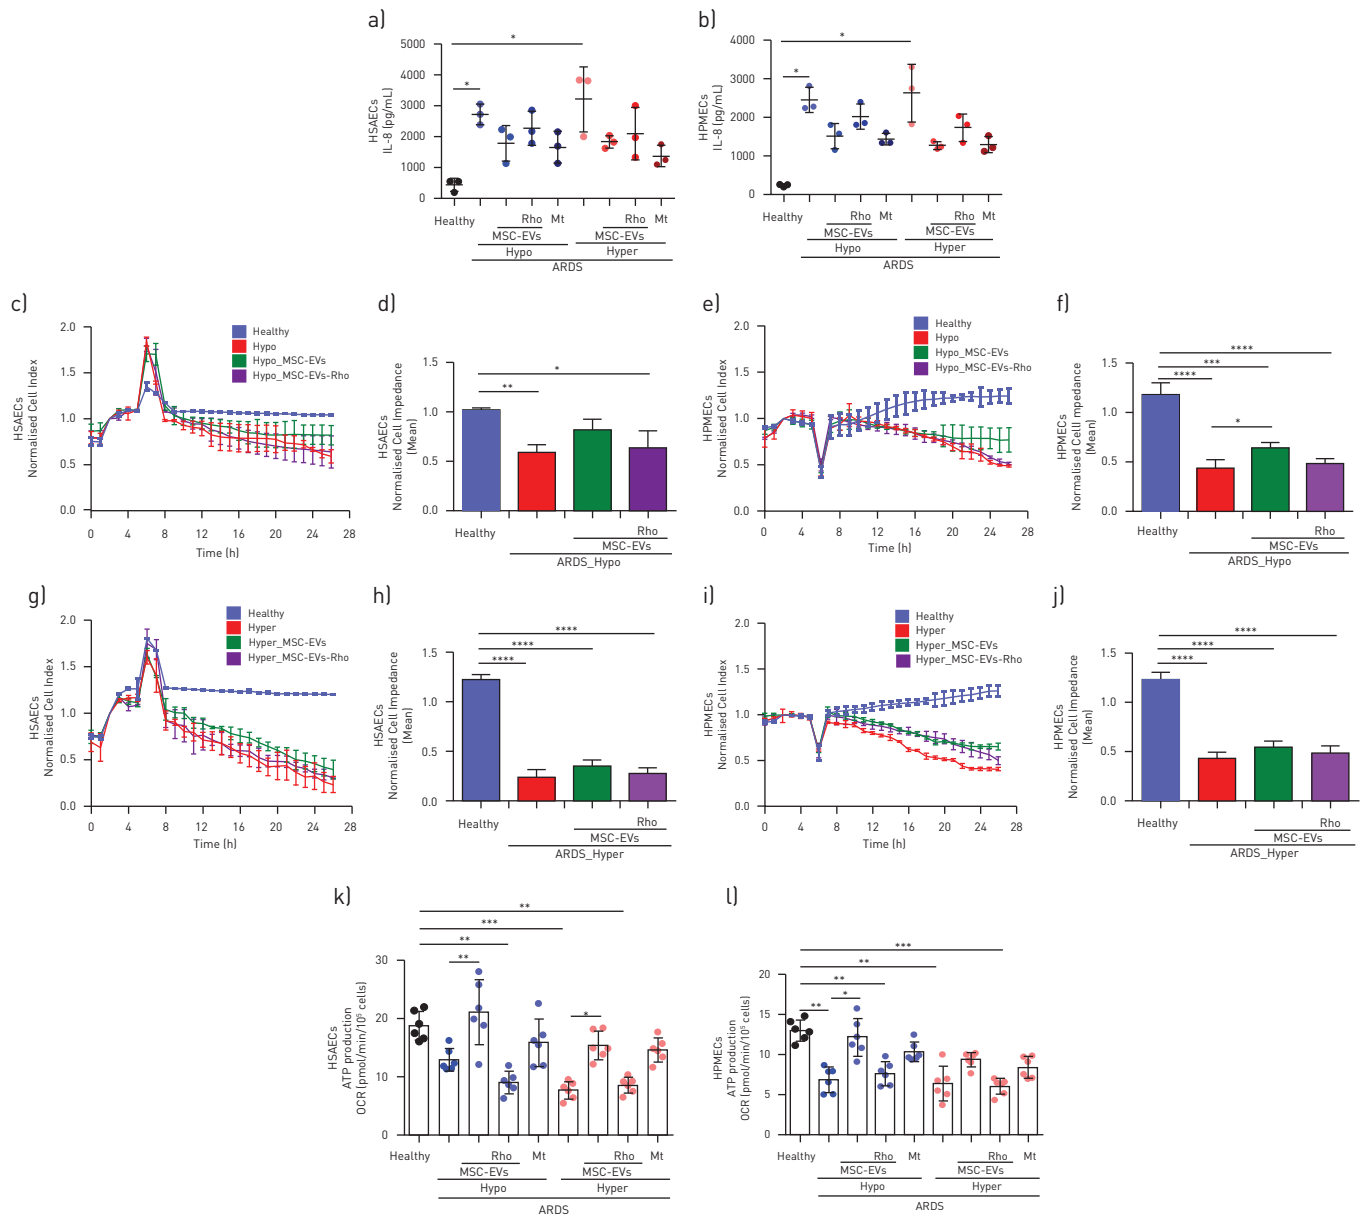 a)
HSAECs
IL-8 (pg/mL)
5000
4000
3000
2000
1000
0
*
*
Healthy
Rho
Mt
Rho
Mt
MSC-EVs
MSC-EVs
Hypo
Hyper
ARDS
b)
HPMECs
IL-8 (pg/mL)
4000
3000
2000
1000
0
*
*
Healthy
Rho
Mt
Rho
Mt
MSC-EVs
MSC-EVs
Hypo
Hyper
ARDS
c)
HSAECs
Normalised Cell Index
2.0
1.5
1.0
0.5
0.0
Healthy
Hypo
Hypo_MSC-EVs
Hypo_MSC-EVs-Rho
0 4 8 12 16 20 24 28
Time (h)
d)
HSAECs
Normalised Cell Impedance
(Mean)
1.5
1.0
0.5
0.0
*
**
Healthy
Rho
MSC-EVs
ARDS_Hypo
e)
HPMECs
Normalised Cell Index
2.0
1.5
1.0
0.5
0.0
Healthy
Hypo
Hypo_MSC-EVs
Hypo_MSC-EVs-Rho
0 4 8 12 16 20 24 28
Time (h)
f)
HPMECs
Normalised Celll Impedance
(Mean)
1.5
1.0
0.5
0.0
****
***
****
*
Healthy
Rho
MSC-EVs
ARDS_Hypo
g)
HSAECs
Normalised Cell Index
2.0
1.5
1.0
0.5
0.0
Healthy
Hyper
Hyper_MSC-EVs
Hyper_MSC-EVs-Rho
0 4 8 12 16 20 24 28
Time (h)
h)
HSAECs
Normalised Cell Impedance
(Mean)
1.5
1.0
0.5
0.0
****
****
****
Healthy
Rho
MSC-EVs
ARDS_Hyper
i)
HPMECs
Normalised Cell Index
2.0
1.5
1.0
0.5
0.0
Healthy
Hyper
Hyper_MSC-EVs
Hyper_MSC-EVs-Rho
0 4 8 12 16 20 24 28
Time (h)
j)
HPMECs
Normalised Cell Impedance
(Mean)
1.5
1.0
0.5
0.0
****
****
****
Healthy
Rho
MSC-EVs
ARDS_Hyper
k)
HSAECs
ATP production
OCR (pmol/min/10⁵ cells)
30
20
10
0
**
***
**
**
*
Healthy
Rho
Mt
Rho
Mt
MSC-EVs
MSC-EVs
Hypo
Hyper
ARDS
l)
HPMECs
ATP production
OCR (pmol/min/10⁵ cells)
20
15
10
5
0
***
**
**
**
*
Healthy
Rho
Mt
Rho
Mt
MSC-EVs
MSC-EVs
Hypo
Hyper
ARDS